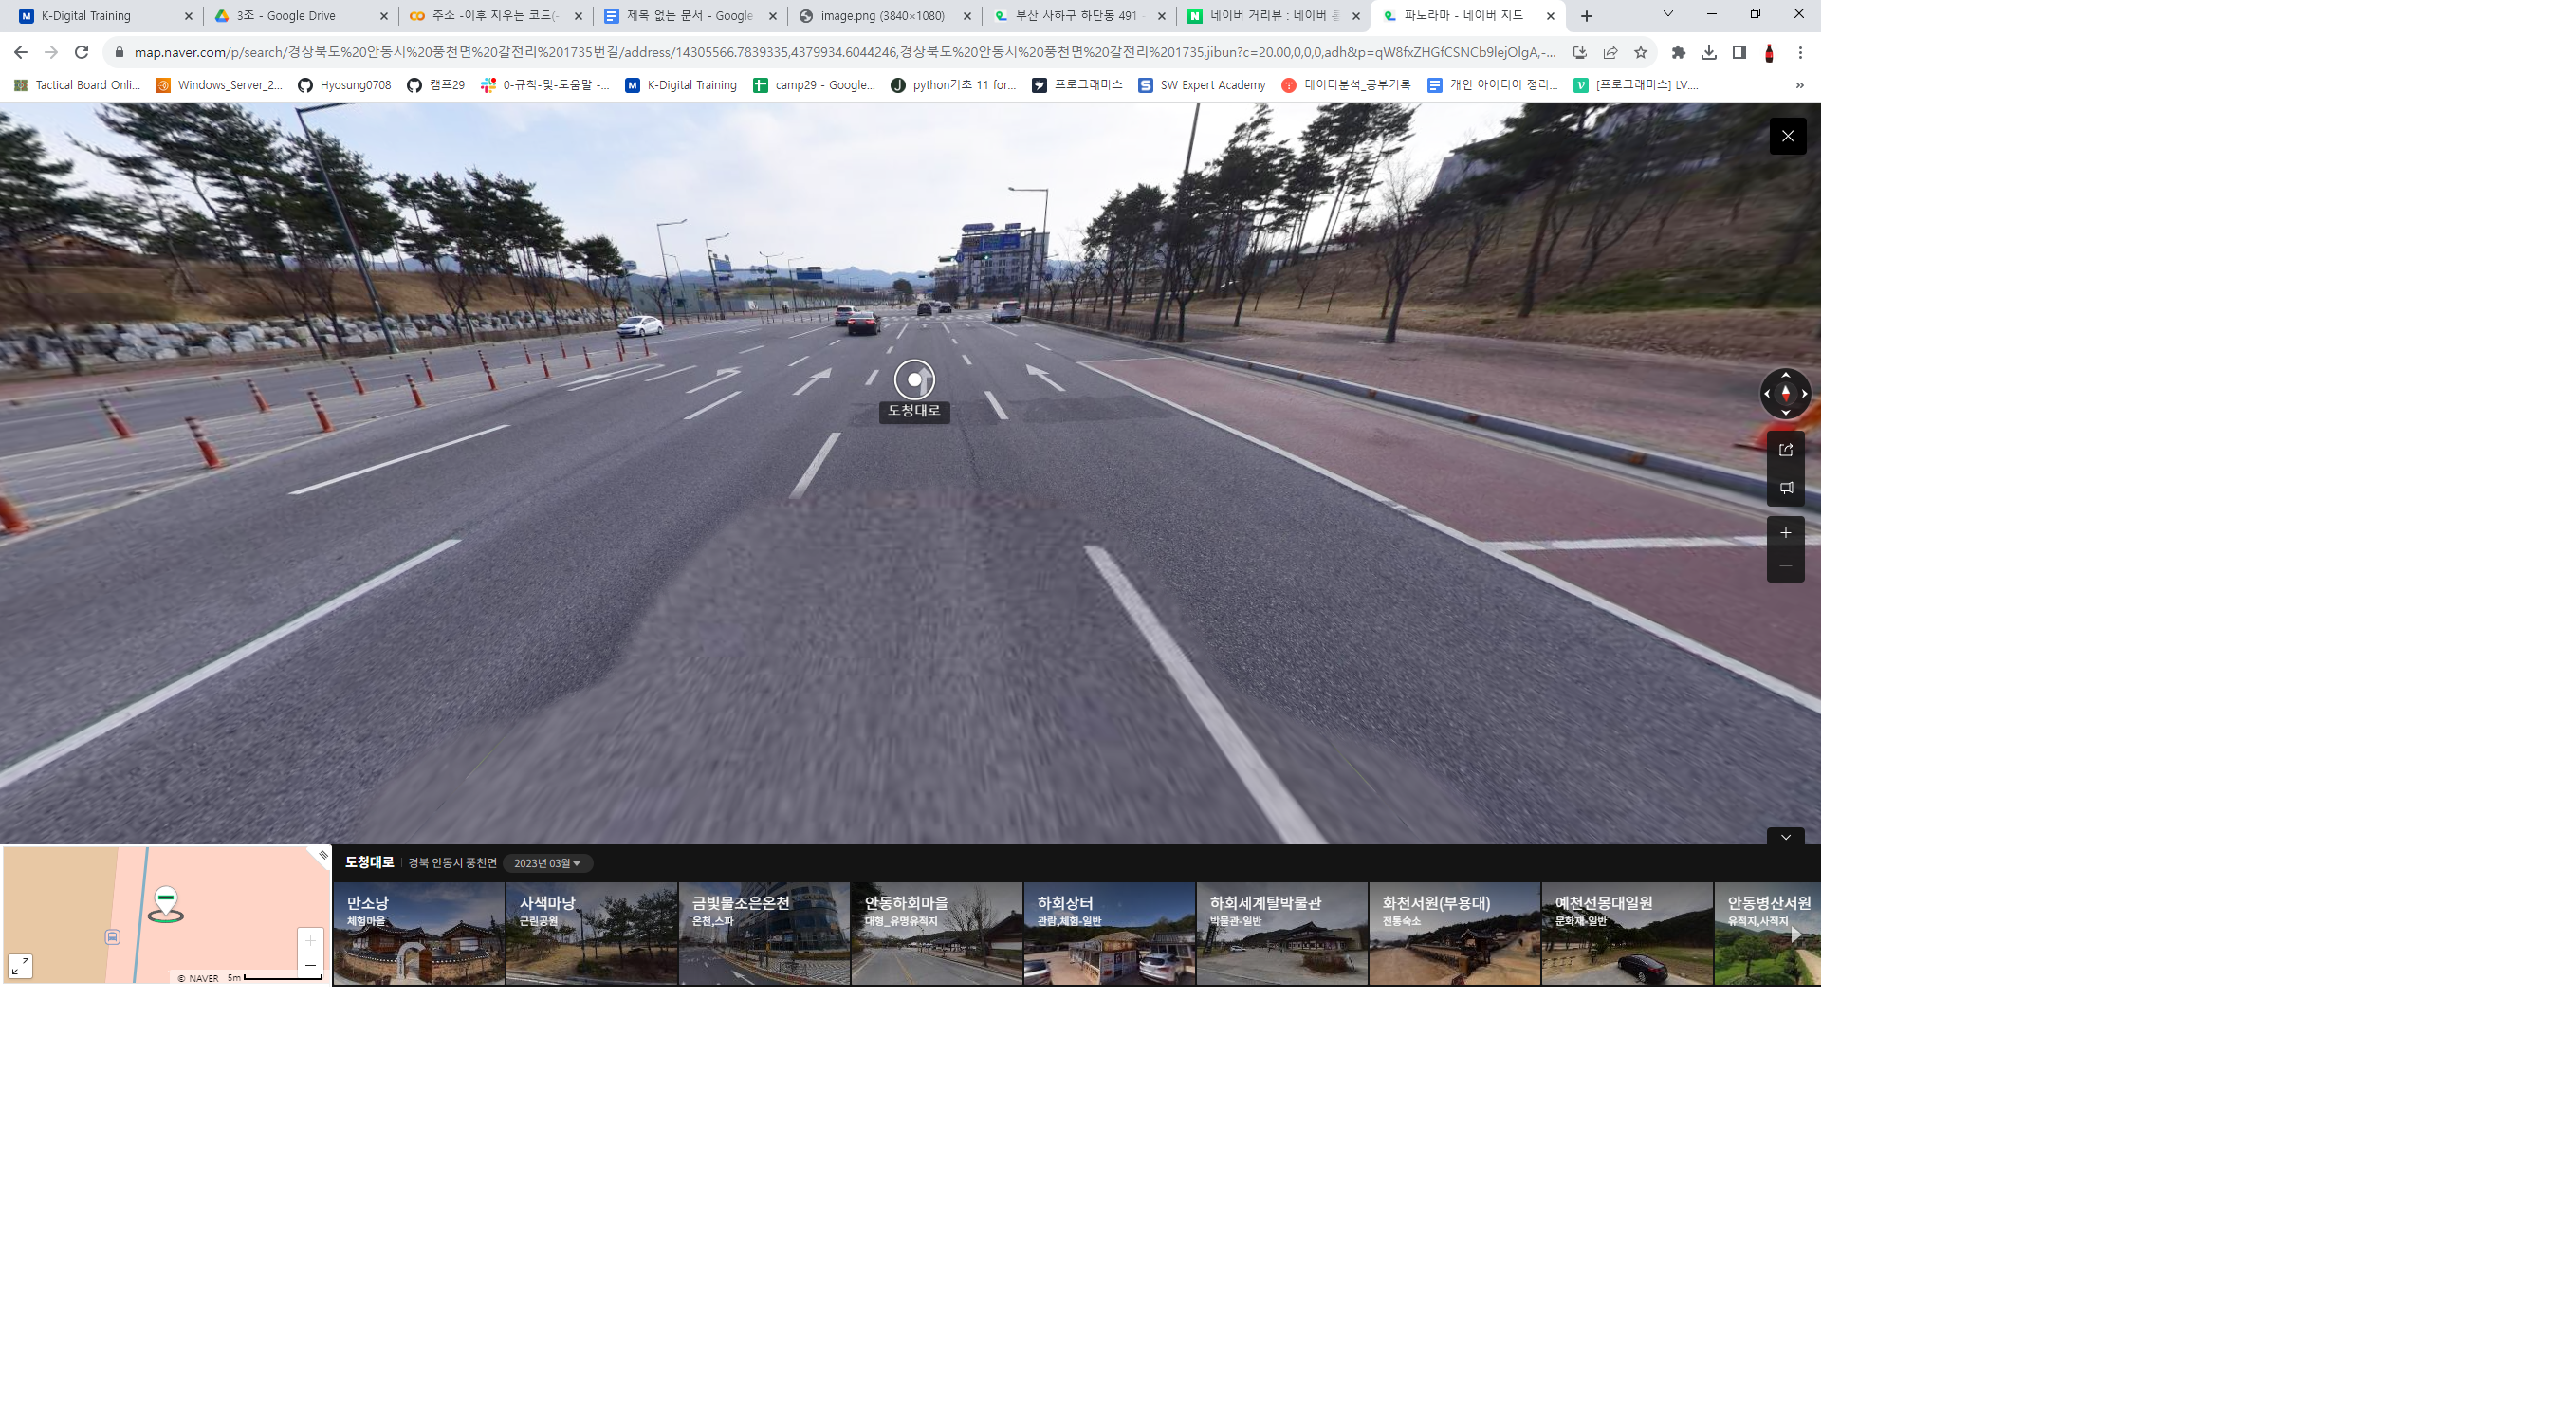 K-Digital Training
3조 - Google Drive
주소 -이후 지우는 코드(-
제목 없는 문서 - Google
image.png (3840×1080)
부산 사하구 하단동 491 -
네이버 거리뷰 : 네이버 통
파노라마 - 네이버 지도
map.naver.com/p/search/경상북도%20안동시%20풍천면%20갈전리%201735번길/address/14305566.7839335,4379934.6044246,경상북도%20안동시%20풍천면%20갈전리%201735,jibun?c=20.00,0,0,0,adh&p=qW8fxZHGfCSNCb9lejOlgA,-...
Tactical Board Onli...
Windows_Server_2...
Hyosung0708
캠프29
0-규칙-및-도움말 -...
K-Digital Training
camp29 - Google...
python기초 11 for...
프로그래머스
SW Expert Academy
데이터분석_공부기록
개인 아이디어 정리...
[프로그래머스] LV....
»
도청대로
도청대로
경북 안동시 풍천면
2023년 03월
만소당
체험마을
사색마당
근린공원
금빛물조은온천
온천,스파
안동하회마을
대형_유명유적지
하회장터
관람,체험-일반
하회세계탈박물관
박물관-일반
화천서원(부용대)
전통숙소
예천선몽대일원
문화재-일반
안동병산서원
유적지,사적지
© NAVER
5m